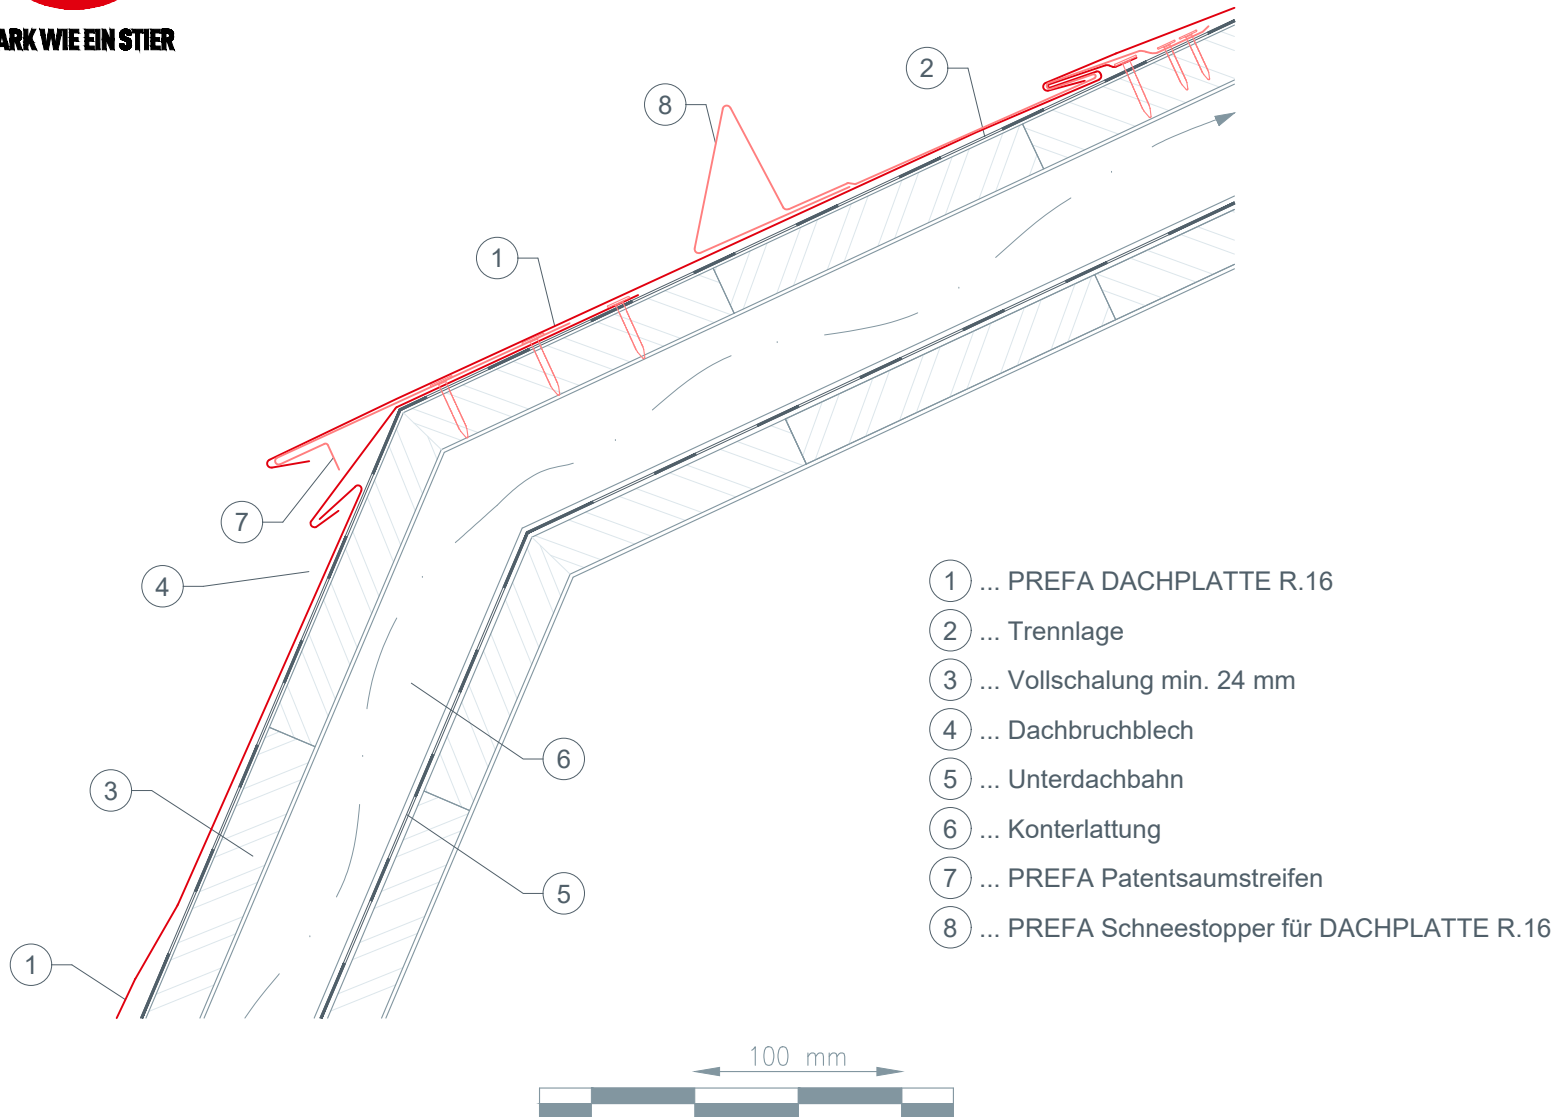 ARK WIE EIN STIER
8
2
1
7
4
3
6
5
1
1 ... PREFA DACHPLATTE R.16
2 ... Trennlage
3 ... Vollschalung min. 24 mm
4 ... Dachbruchblech
5 ... Unterdachbahn
6 ... Konterlattung
7 ... PREFA Patentsaumstreifen
8 ... PREFA Schneestopper für DACHPLATTE R.16
100 mm